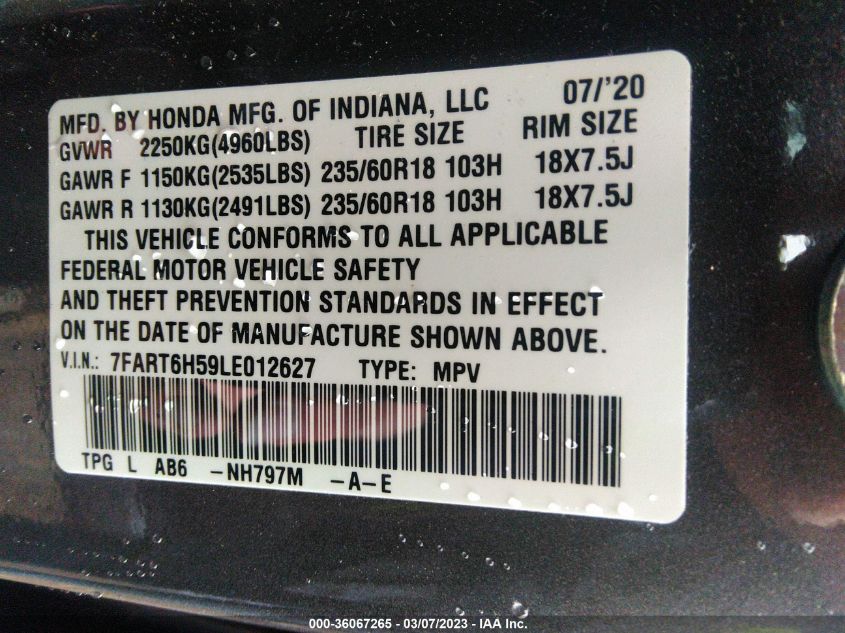 MFD. BY HONDA MFG. OF INDIANA, LLC 07/'20
GVWR 2250KG(4960LBS) TIRE SIZE RIM SIZE
GAWR F 1150KG(2535LBS) 235/60R18 103H 18X7.5J
GAWR R 1130KG(2491LBS) 235/60R18 103H 18X7.5J
THIS VEHICLE CONFORMS TO ALL APPLICABLE
FEDERAL MOTOR VEHICLE SAFETY
AND THEFT PREVENTION STANDARDS IN EFFECT
ON THE DATE OF MANUFACTURE SHOWN ABOVE.
V.I.N.: 7FART6H59LE012627 TYPE: MPV
TPG L AB6 -NH797M -A-E
000-36067265 - 03/07/2023 - IAA Inc.